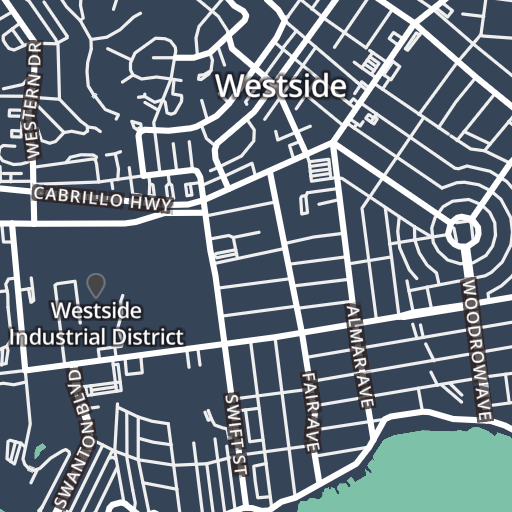 WESTERN DR
Westside
CABRILLO HWY
Westside
Industrial District
WOODROW AVE
ALMAR AVE
FAIR AVE
SWIFT ST
SWANTON BLVD